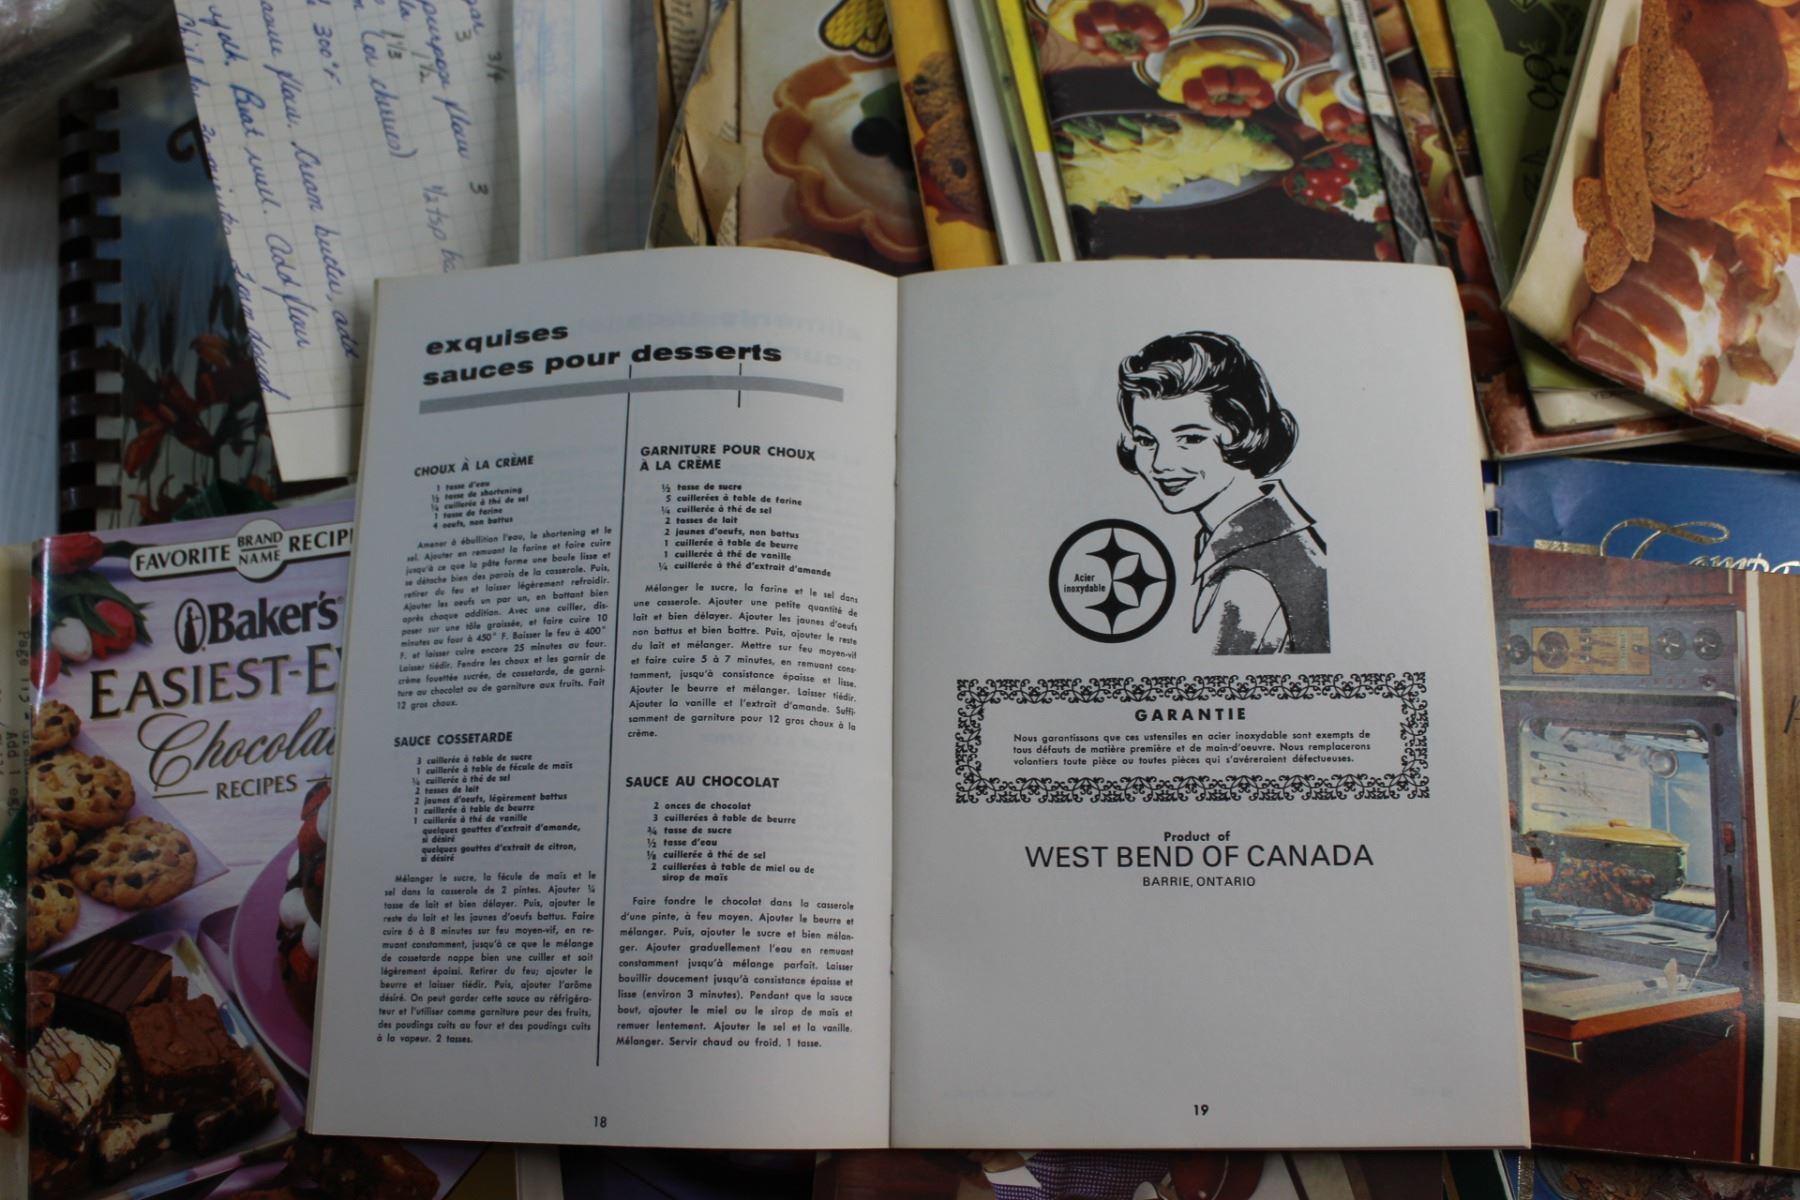 exquises
sauces pour desserts
CHOUX À LA CRÈME
1 tasse d'eau
½ tasse de shortening
¼ cuillerée à thé de sel
1 tasse de farine
4 oeufs, non battus
Amener à ébullition l'eau, le shortening et le
sel. Ajouter en remuant la farine et faire cuire
jusqu'à ce que la pâte forme une boule lisse et
se détache bien des parois de la casserole. Puis,
retirer du feu et laisser légèrement refroidir.
Ajouter les oeufs un par un, en battant bien
après chaque addition. Avec une cuiller, dis-
poser sur une tôle graissée, et faire cuire 10
minutes au four à 450° F. Baisser le feu à 400°
F. et laisser cuire encore 25 minutes au four.
Laisser tiédir. Fendre les choux et les garnir de
crème fouettée sucrée, de cossetarde, de garni-
ture au chocolat ou de garniture aux fruits. Fait
12 gros choux.
SAUCE COSSETARDE
3 cuillerée à table de sucre
1 cuillerée à table de fécule de maïs
¼ cuillerée à thé de sel
2 tasses de lait
2 jaunes d'oeufs, légèrement battus
1 cuillerée à table de beurre
1 cuillerée à thé de vanille
quelques gouttes d'extrait d'amande,
si désiré
quelques gouttes d'extrait de citron,
si désiré
Mélanger le sucre, la fécule de maïs et le
sel dans la casserole de 2 pintes. Ajouter ¼
tasse de lait et bien délayer. Puis, ajouter le
reste du lait et les jaunes d'oeufs battus. Faire
cuire 6 à 8 minutes sur feu moyen-vif, en re-
muant constamment, jusqu'à ce que le mélange
de cossetarde nappe bien une cuiller et soit
légèrement épaissi. Retirer du feu; ajouter le
beurre et laisser tiédir. Puis, ajouter l'arôme
désiré. On peut garder cette sauce au réfrigéra-
teur et l'utiliser comme garniture pour des fruits,
des poudings cuits au four et des poudings cuits
à la vapeur. 2 tasses.
GARNITURE POUR CHOUX
À LA CRÈME
½ tasse de sucre
5 cuillerées à table de farine
¼ cuillerée à thé de sel
2 tasses de lait
2 jaunes d'oeufs, non battus
1 cuillerée à table de beurre
1 cuillerée à thé de vanille
¼ cuillerée à thé d'extrait d'amande
Mélanger le sucre, la farine et le sel dans
une casserole. Ajouter une petite quantité de
lait et bien délayer. Ajouter les jaunes d'oeufs
non battus et bien battre. Puis, ajouter le reste
du lait et mélanger. Mettre sur feu moyen-vif
et faire cuire 5 à 7 minutes, en remuant cons-
tamment, jusqu'à consistance épaisse et lisse.
Ajouter le beurre et mélanger. Laisser tiédir.
Ajouter la vanille et l'extrait d'amande. Suffi-
samment de garniture pour 12 gros choux à la
crème.
SAUCE AU CHOCOLAT
2 onces de chocolat
3 cuillerées à table de beurre
¾ tasse de sucre
½ tasse d'eau
⅛ cuillerée à thé de sel
2 cuillerées à table de miel ou de
sirop de maïs
Faire fondre le chocolat dans la casserole
d'une pinte, à feu moyen. Ajouter le beurre et
mélanger. Puis, ajouter le sucre et bien mélan-
ger. Ajouter graduellement l'eau en remuant
constamment jusqu'à mélange parfait. Laisser
bouillir doucement jusqu'à consistance épaisse et
lisse (environ 3 minutes). Pendant que la sauce
bout, ajouter le miel ou le sirop de maïs et
remuer lentement. Ajouter le sel et la vanille.
Mélanger. Servir chaud ou froid. 1 tasse.
18
Acier
inoxydable
GARANTIE
Nous garantissons que ces ustensiles en acier inoxydable sont exempts de
tous défauts de matière première et de main-d'oeuvre. Nous remplacerons
volontiers toute pièce ou toutes pièces qui s'avéreraient défectueuses.
Product of
WEST BEND OF CANADA
BARRIE, ONTARIO
19
FAVORITE BRAND NAME RECIP
Baker's
EASIEST-E
Chocola
RECIPES
3/4
purpose flour 3
1 1/3
1/2
1/2 tsp ba
300°F.
flour. Cream butter, add
yolk. Beat well. Add flour
Page 113
Add 1 egg